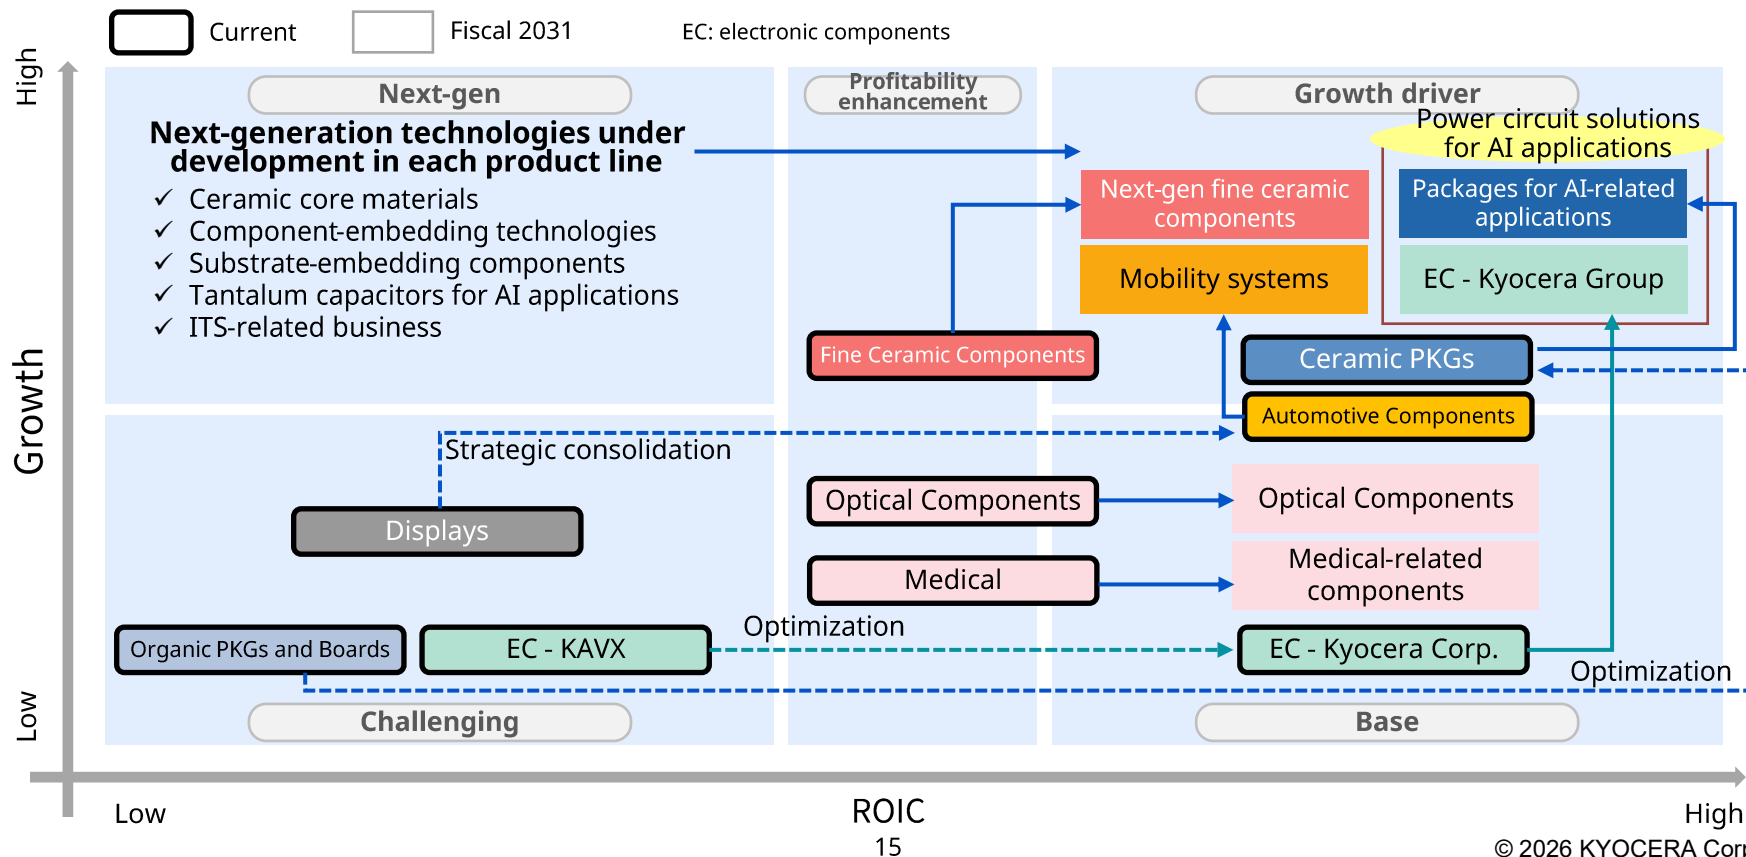 Current
Fiscal 2031
EC: electronic components
High
Growth
Low
Next-gen
Next-generation technologies under
development in each product line
✓ Ceramic core materials
✓ Component-embedding technologies
✓ Substrate-embedding components
✓ Tantalum capacitors for AI applications
✓ ITS-related business
Profitability
enhancement
Growth driver
Power circuit solutions
for AI applications
Next-gen fine ceramic
components
Packages for AI-related
applications
Mobility systems
EC - Kyocera Group
Fine Ceramic Components
Ceramic PKGs
Automotive Components
Strategic consolidation
Displays
Optical Components
Optical Components
Medical
Medical-related
components
Organic PKGs and Boards
EC - KAVX
Optimization
EC - Kyocera Corp.
Optimization
Challenging
Base
Low
ROIC
High
15
© 2026 KYOCERA